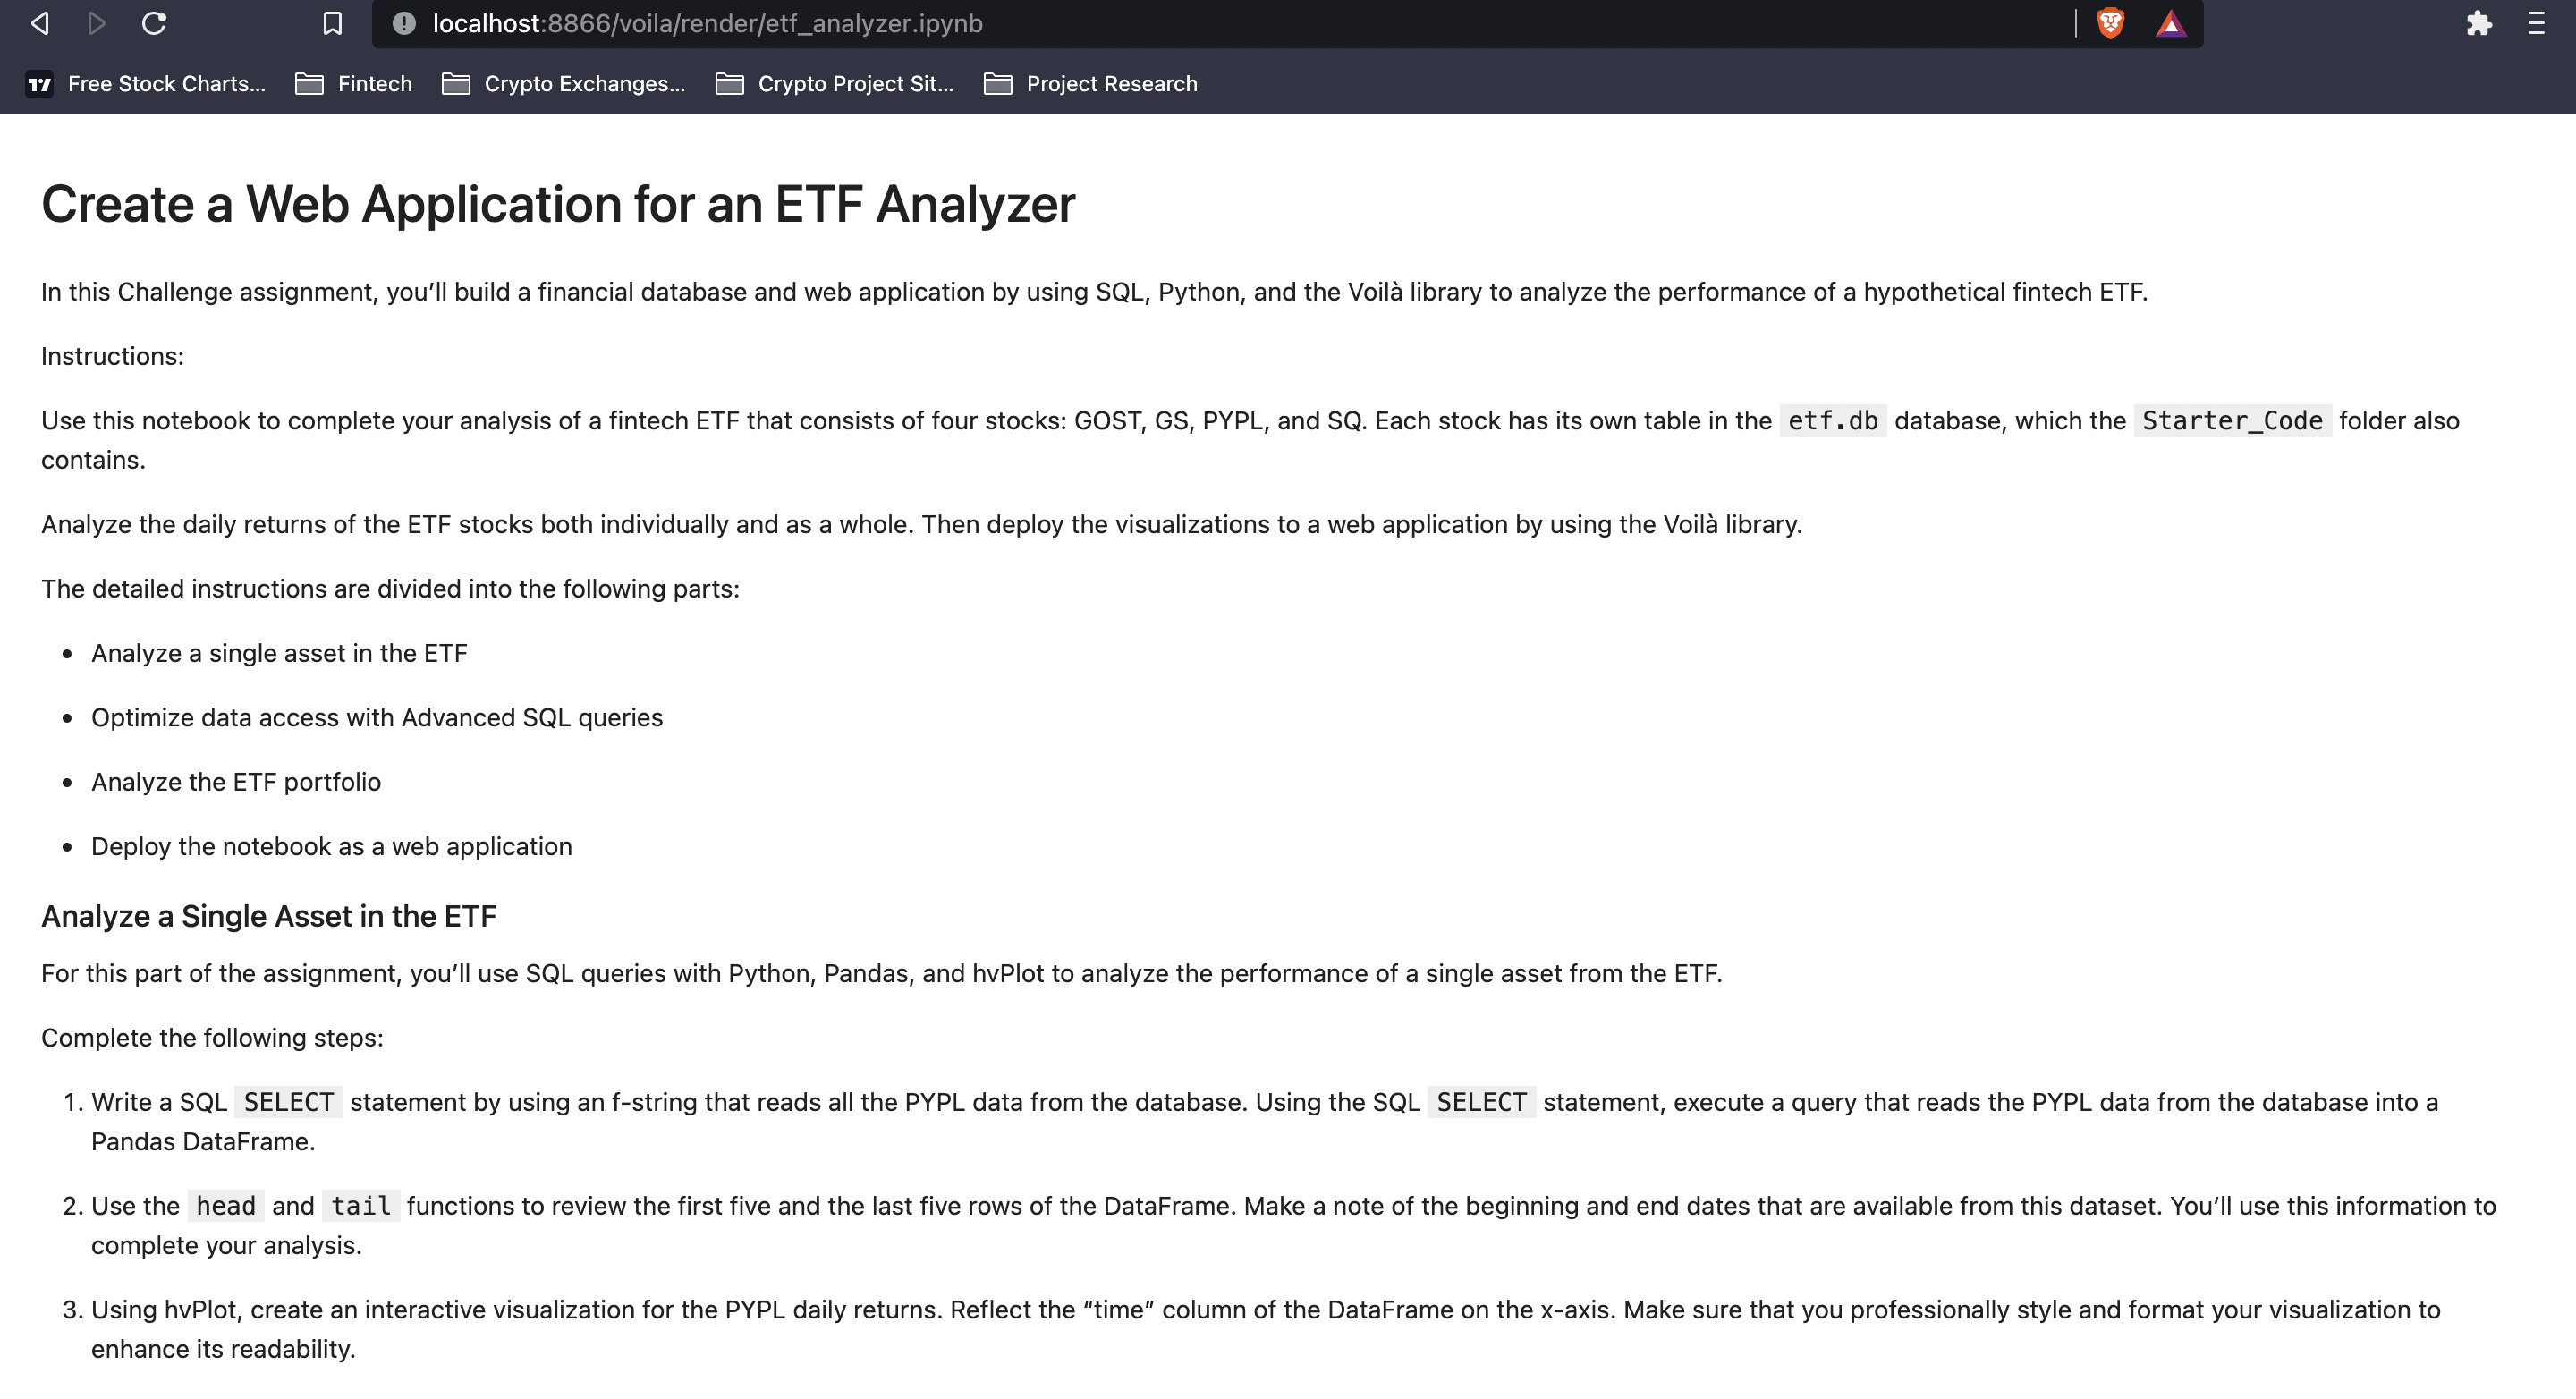 localhost:8866/voila/render/etf_analyzer.ipynb
Free Stock Charts... Fintech Crypto Exchanges... Crypto Project Sit... Project Research
Create a Web Application for an ETF Analyzer
In this Challenge assignment, you’ll build a financial database and web application by using SQL, Python, and the Voilà library to analyze the performance of a hypothetical fintech ETF.
Instructions:
Use this notebook to complete your analysis of a fintech ETF that consists of four stocks: GOST, GS, PYPL, and SQ. Each stock has its own table in the etf.db database, which the Starter_Code folder also
contains.
Analyze the daily returns of the ETF stocks both individually and as a whole. Then deploy the visualizations to a web application by using the Voilà library.
The detailed instructions are divided into the following parts:
• Analyze a single asset in the ETF
• Optimize data access with Advanced SQL queries
• Analyze the ETF portfolio
• Deploy the notebook as a web application
Analyze a Single Asset in the ETF
For this part of the assignment, you’ll use SQL queries with Python, Pandas, and hvPlot to analyze the performance of a single asset from the ETF.
Complete the following steps:
1. Write a SQL SELECT statement by using an f-string that reads all the PYPL data from the database. Using the SQL SELECT statement, execute a query that reads the PYPL data from the database into a
Pandas DataFrame.
2. Use the head and tail functions to review the first five and the last five rows of the DataFrame. Make a note of the beginning and end dates that are available from this dataset. You’ll use this information to
complete your analysis.
3. Using hvPlot, create an interactive visualization for the PYPL daily returns. Reflect the “time” column of the DataFrame on the x-axis. Make sure that you professionally style and format your visualization to
enhance its readability.